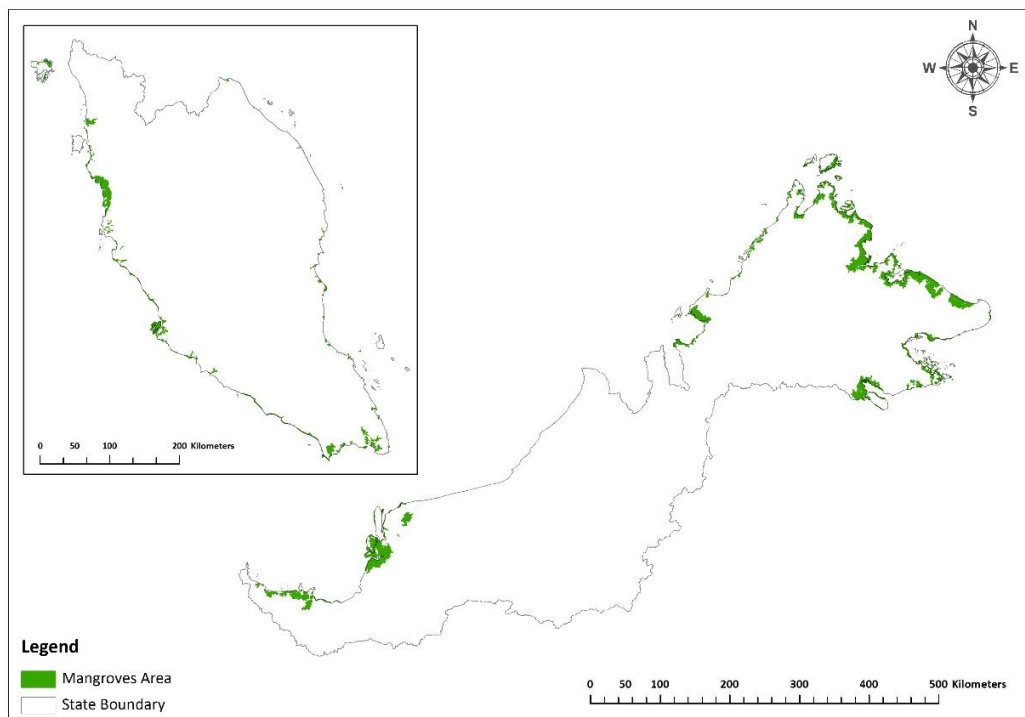 N
W E
S
0 50 100 200 Kilometers
Legend
Mangroves Area
State Boundary
0 50 100 200 300 400 500 Kilometers